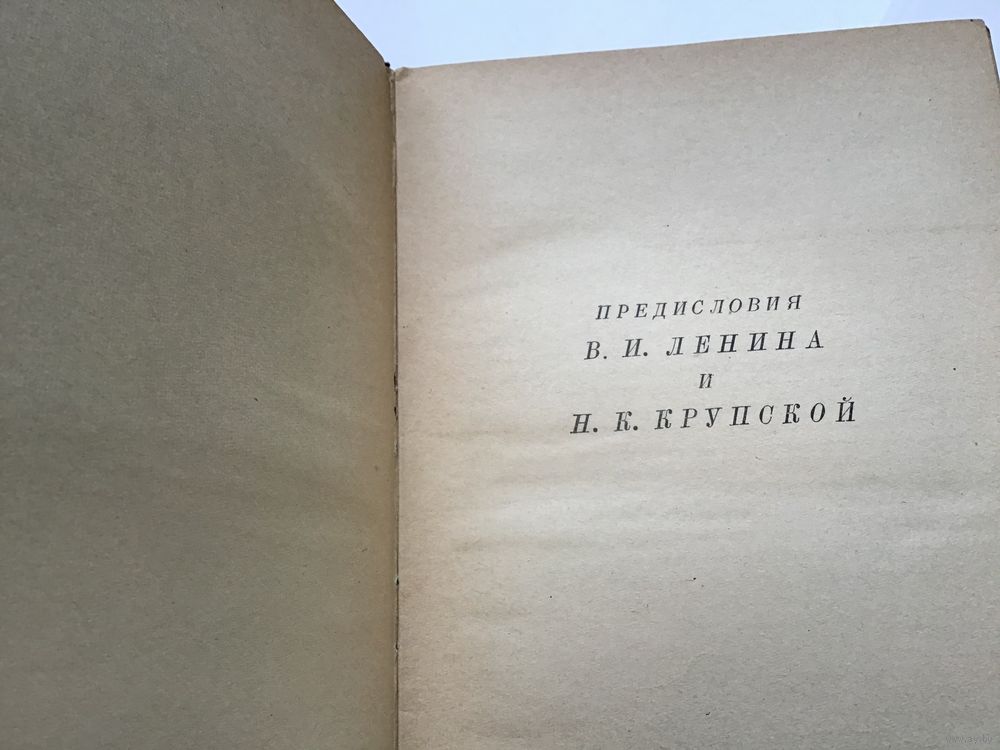 ПРЕДИСЛОВИЯ
В. И. ЛЕНИНА
И
Н. К. КРУПСКОЙ